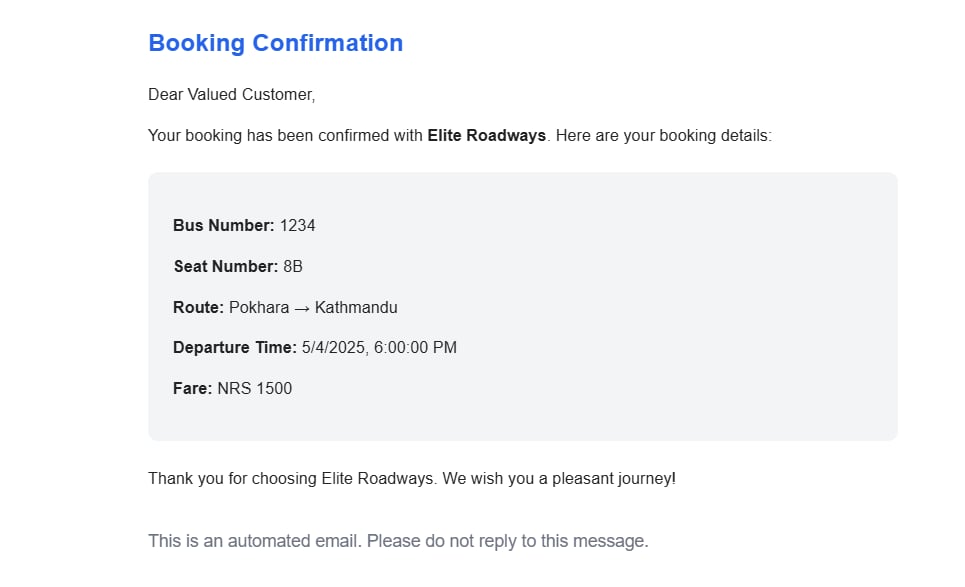 Booking Confirmation
Dear Valued Customer,
Your booking has been confirmed with Elite Roadways. Here are your booking details:
Bus Number: 1234
Seat Number: 8B
Route: Pokhara → Kathmandu
Departure Time: 5/4/2025, 6:00:00 PM
Fare: NRS 1500
Thank you for choosing Elite Roadways. We wish you a pleasant journey!
This is an automated email. Please do not reply to this message.